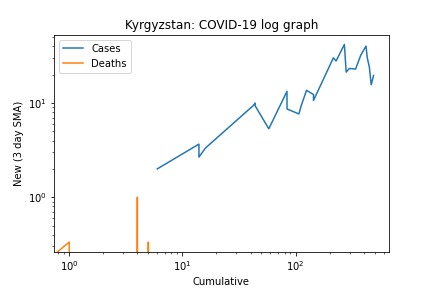 Kyrgyzstan: COVID-19 log graph
Cases
Deaths
New (3 day SMA)
10¹
10⁰
10⁰ 10¹ 10²
Cumulative